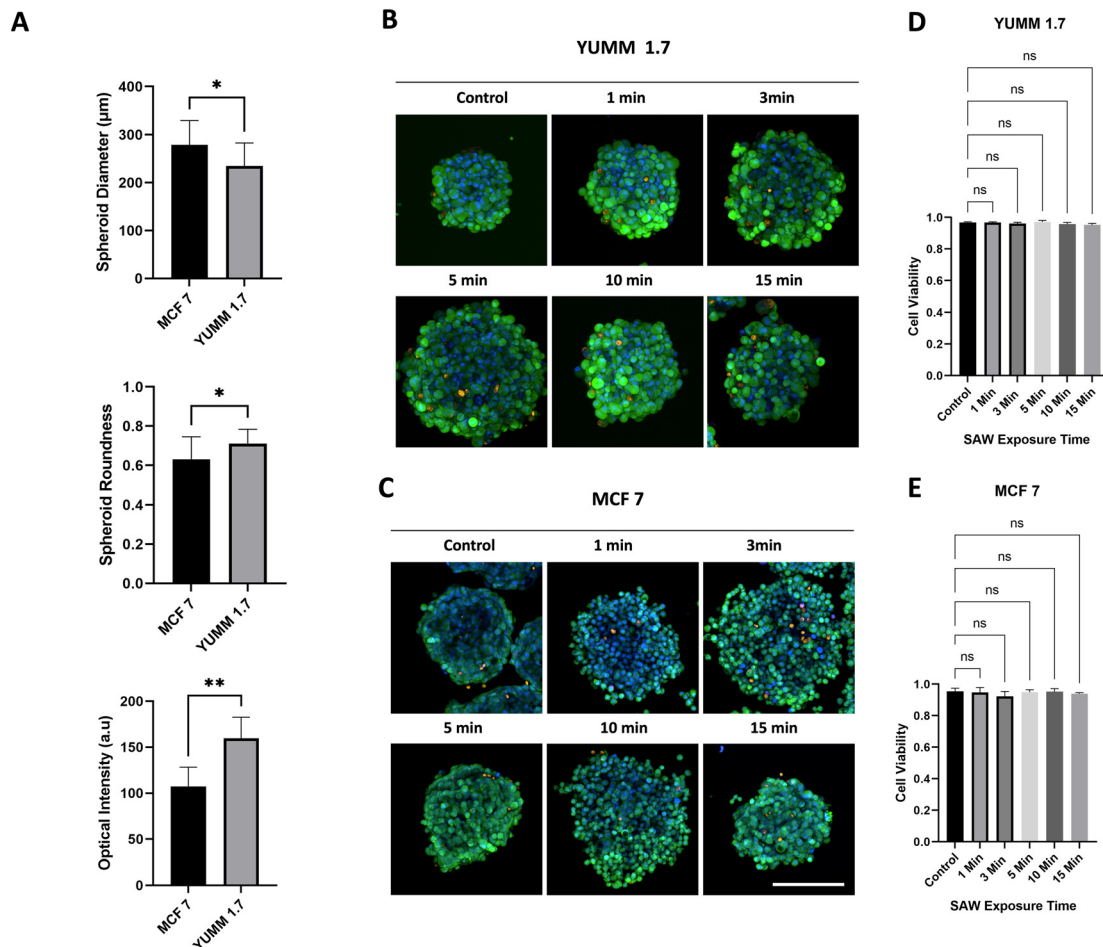 A
Spheroid Diameter (µm)
400
300
200
100
0
*
MCF 7
YUMM 1.7
Spheroid Roundness
1.0
0.8
0.6
0.4
0.2
0.0
*
MCF 7
YUMM 1.7
Optical Intensity (a.u)
200
150
100
50
0
**
MCF 7
YUMM 1.7
B
YUMM 1.7
Control 1 min 3min
5 min 10 min 15 min
C
MCF 7
Control 1 min 3min
5 min 10 min 15 min
D
YUMM 1.7
ns
ns
ns
ns
ns
Cell Viability
1.0
0.8
0.6
0.4
0.2
0.0
Control 1 Min 3 Min 5 Min 10 Min 15 Min
SAW Exposure Time
E
MCF 7
ns
ns
ns
ns
ns
Cell Viability
1.0
0.8
0.6
0.4
0.2
0.0
Control 1 Min 3 Min 5 Min 10 Min 15 Min
SAW Exposure Time